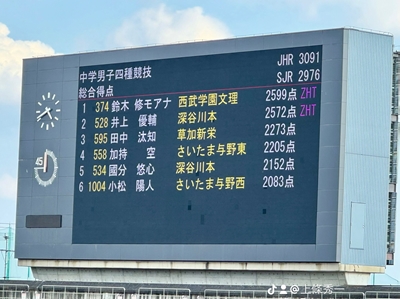 中学男子四種競技 JHR 3091
総合得点 SJR 2976
1 374 鈴木 修モアナ 西武学園文理 2599点 ZHT
2 528 井上 優輔 深谷川本 2572点 ZHT
3 595 田中 汰知 草加新栄 2273点
4 558 加持 空 さいたま与野東 2205点
5 534 國分 悠心 深谷川本 2152点
6 1004 小松 陽人 さいたま与野西 2083点
45
@上條秀一